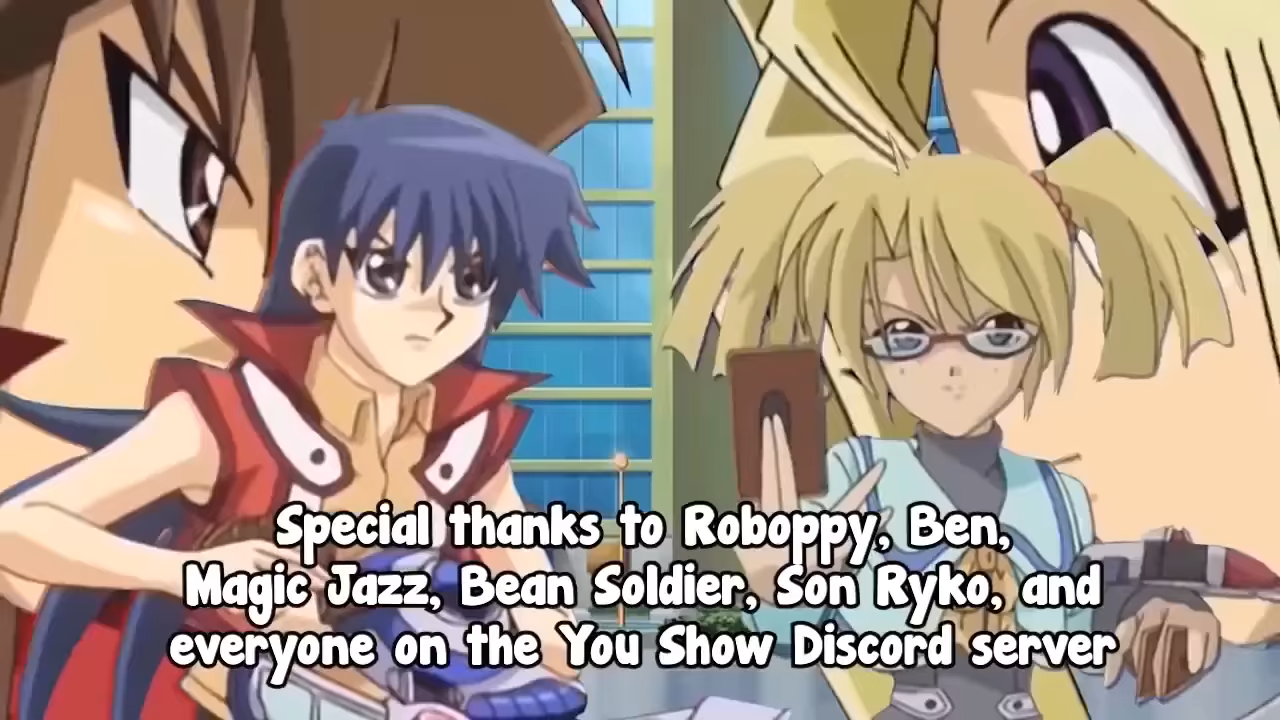 Special thanks to Roboppy, Ben,
Magic Jazz, Bean Soldier, Son Ryko, and
everyone on the You Show Discord server